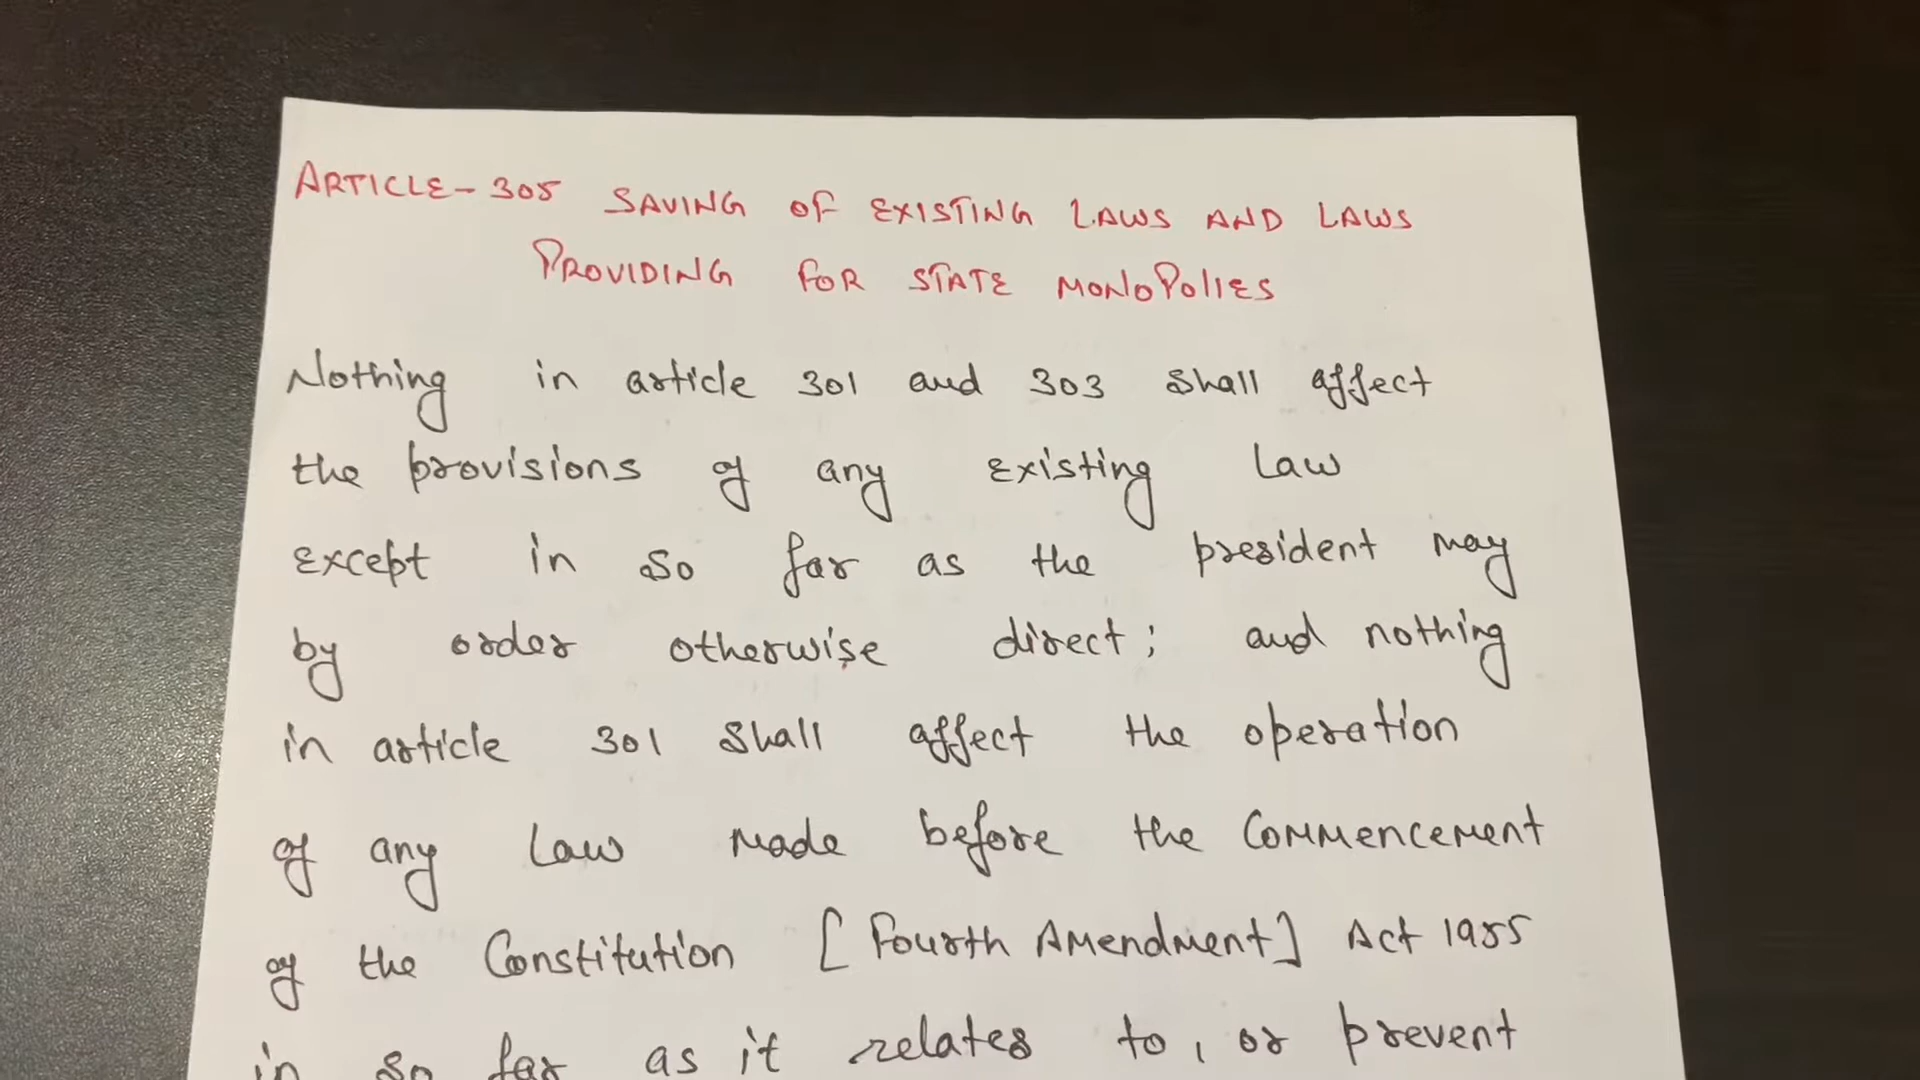 ARTICLE-305 SAVING OF EXISTING LAWS AND LAWS
PROVIDING FOR STATE MONOPOLIES
Nothing in article 301 and 303 shall affect
the provisions of any existing law
except in so far as the president may
by order otherwise direct; and nothing
in article 301 shall affect the operation
of any law made before the commencement
of the Constitution [Fourth Amendment] Act 1955
in so far as it relates to, or prevent